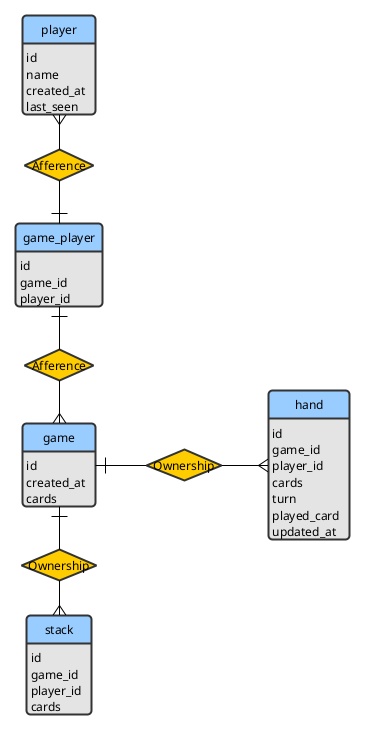 player
id
name
created_at
last_seen
Afference
game_player
id
game_id
player_id
Afference
game
id
created_at
cards
Ownership
hand
id
game_id
player_id
cards
turn
played_card
updated_at
Ownership
stack
id
game_id
player_id
cards